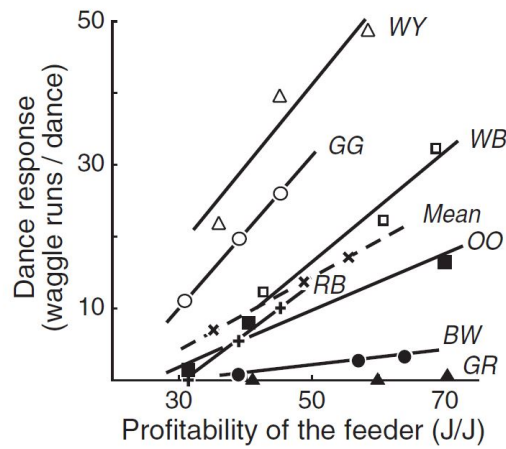 50
30
10
30
50
70
Dance response
(waggle runs / dance)
Profitability of the feeder (J/J)
WY
GG
WB
Mean
OO
RB
BW
GR